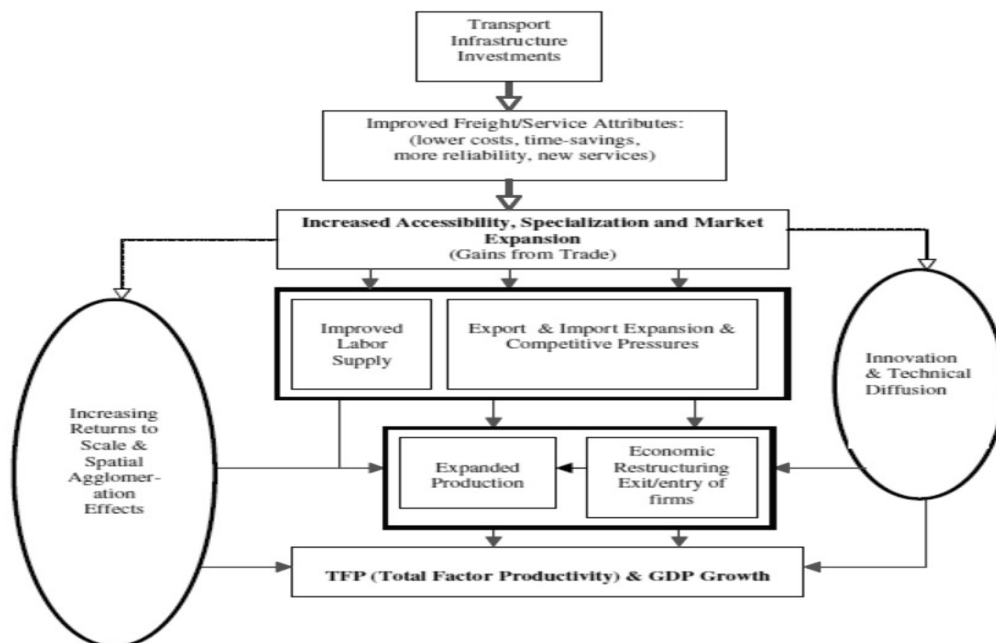 Transport
Infrastructure
Investments
Improved Freight/Service Attributes:
(lower costs, time-savings,
more reliability, new services)
Increased Accessibility, Specialization and Market
Expansion
(Gains from Trade)
Improved
Labor
Supply
Export & Import Expansion &
Competitive Pressures
Innovation
& Technical
Diffusion
Increasing
Returns to
Scale &
Spatial
Agglomer-
ation
Effects
Expanded
Production
Economic
Restructuring
Exit/entry of
firms
TFP (Total Factor Productivity) & GDP Growth